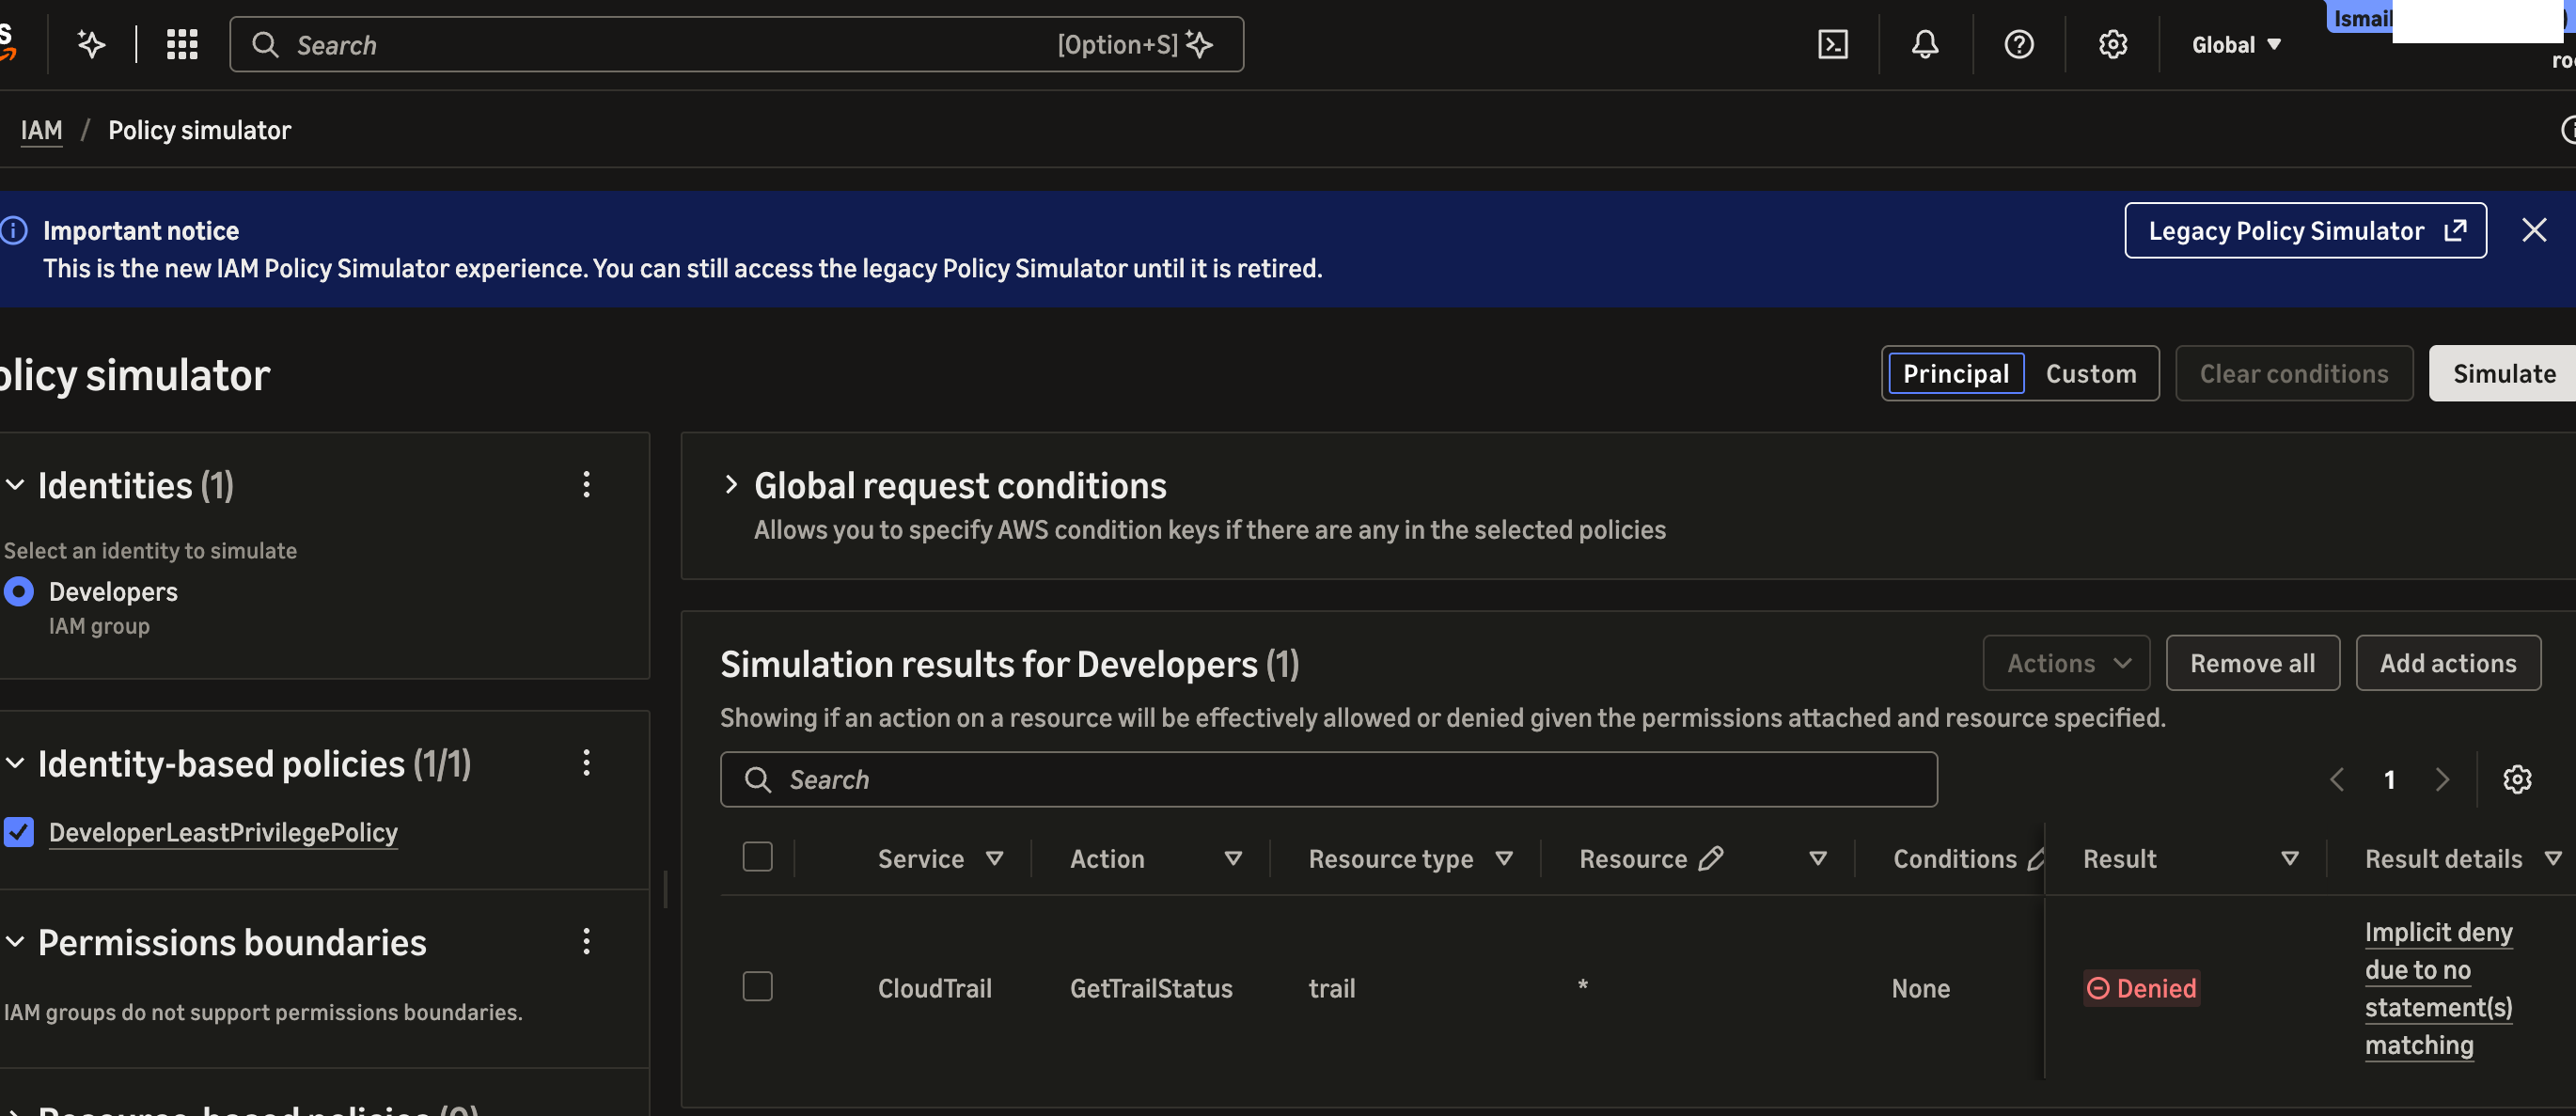 Search
[Option+S]
Global
Ismail
IAM / Policy simulator
Important notice
This is the new IAM Policy Simulator experience. You can still access the legacy Policy Simulator until it is retired.
Legacy Policy Simulator
olicy simulator
Principal
Custom
Clear conditions
Simulate
Identities (1)
Select an identity to simulate
Developers
IAM group
Identity-based policies (1/1)
DeveloperLeastPrivilegePolicy
Permissions boundaries
IAM groups do not support permissions boundaries.
Resource-based policies (0)
Global request conditions
Allows you to specify AWS condition keys if there are any in the selected policies
Simulation results for Developers (1)
Actions
Remove all
Add actions
Showing if an action on a resource will be effectively allowed or denied given the permissions attached and resource specified.
Search
1
Service
Action
Resource type
Resource
Conditions
Result
Result details
CloudTrail
GetTrailStatus
trail
*
None
Denied
Implicit deny
due to no
statement(s)
matching